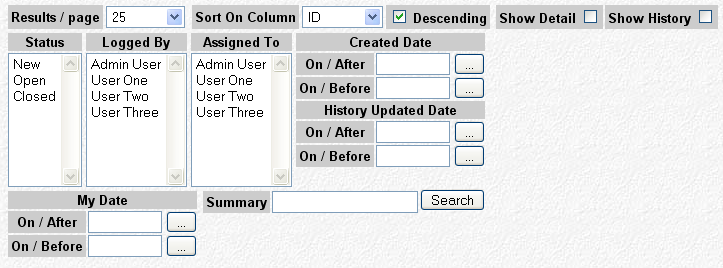 Results / page 25 Sort On Column ID Descending Show Detail Show History
Status Logged By Assigned To Created Date
New Admin User Admin User On / After ...
Open User One User One
Closed User Two User Two On / Before ...
User Three User Three History Updated Date
On / After ...
On / Before ...
My Date Summary Search
On / After ...
On / Before ...